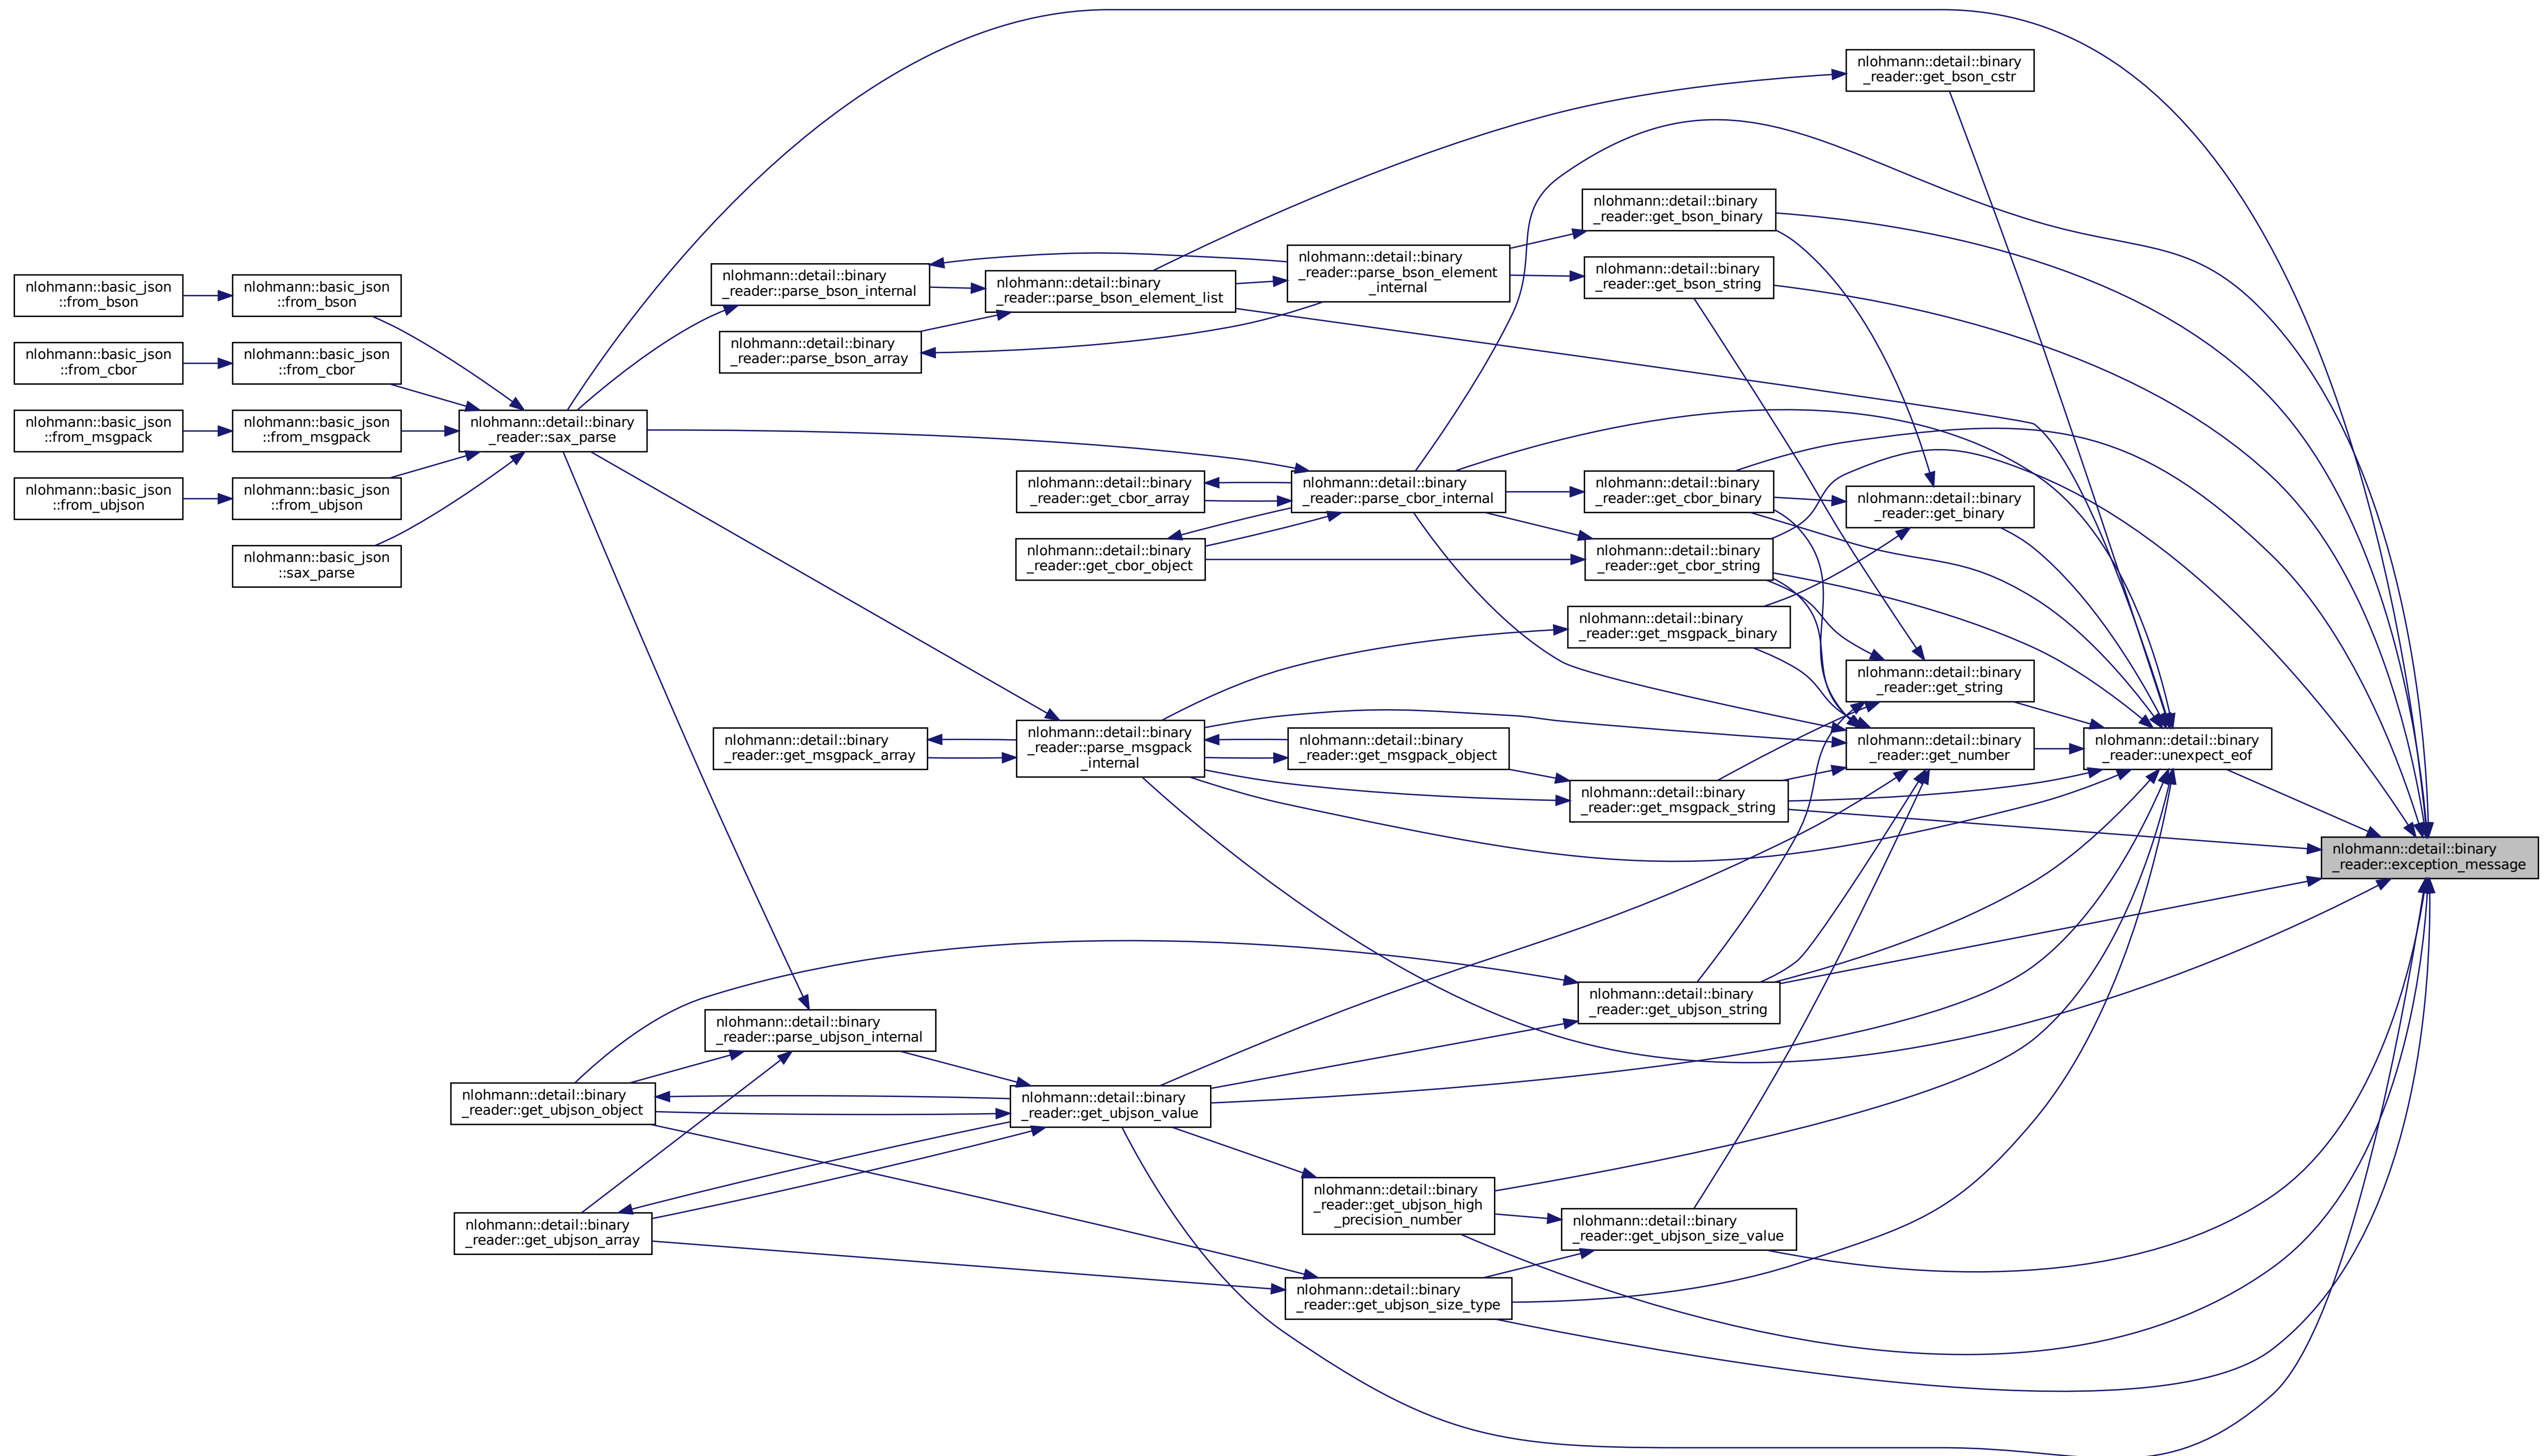 nlohmann::detail::binary
_reader::get_bson_cstr
nlohmann::detail::binary
_reader::get_bson_binary
nlohmann::detail::binary
_reader::parse_bson_element
_internal
nlohmann::detail::binary
_reader::get_bson_string
nlohmann::detail::binary
_reader::parse_bson_internal
nlohmann::detail::binary
_reader::parse_bson_element_list
nlohmann::basic_json
::from_bson
nlohmann::basic_json
::from_bson
nlohmann::detail::binary
_reader::parse_bson_array
nlohmann::basic_json
::from_cbor
nlohmann::basic_json
::from_cbor
nlohmann::basic_json
::from_msgpack
nlohmann::basic_json
::from_msgpack
nlohmann::detail::binary
_reader::sax_parse
nlohmann::basic_json
::from_ubjson
nlohmann::basic_json
::from_ubjson
nlohmann::basic_json
::sax_parse
nlohmann::detail::binary
_reader::get_cbor_array
nlohmann::detail::binary
_reader::parse_cbor_internal
nlohmann::detail::binary
_reader::get_cbor_binary
nlohmann::detail::binary
_reader::get_binary
nlohmann::detail::binary
_reader::get_cbor_object
nlohmann::detail::binary
_reader::get_cbor_string
nlohmann::detail::binary
_reader::get_msgpack_binary
nlohmann::detail::binary
_reader::get_string
nlohmann::detail::binary
_reader::get_msgpack_array
nlohmann::detail::binary
_reader::parse_msgpack
_internal
nlohmann::detail::binary
_reader::get_msgpack_object
nlohmann::detail::binary
_reader::get_number
nlohmann::detail::binary
_reader::unexpect_eof
nlohmann::detail::binary
_reader::get_msgpack_string
nlohmann::detail::binary
_reader::exception_message
nlohmann::detail::binary
_reader::get_ubjson_string
nlohmann::detail::binary
_reader::parse_ubjson_internal
nlohmann::detail::binary
_reader::get_ubjson_object
nlohmann::detail::binary
_reader::get_ubjson_value
nlohmann::detail::binary
_reader::get_ubjson_high
_precision_number
nlohmann::detail::binary
_reader::get_ubjson_array
nlohmann::detail::binary
_reader::get_ubjson_size_value
nlohmann::detail::binary
_reader::get_ubjson_size_type